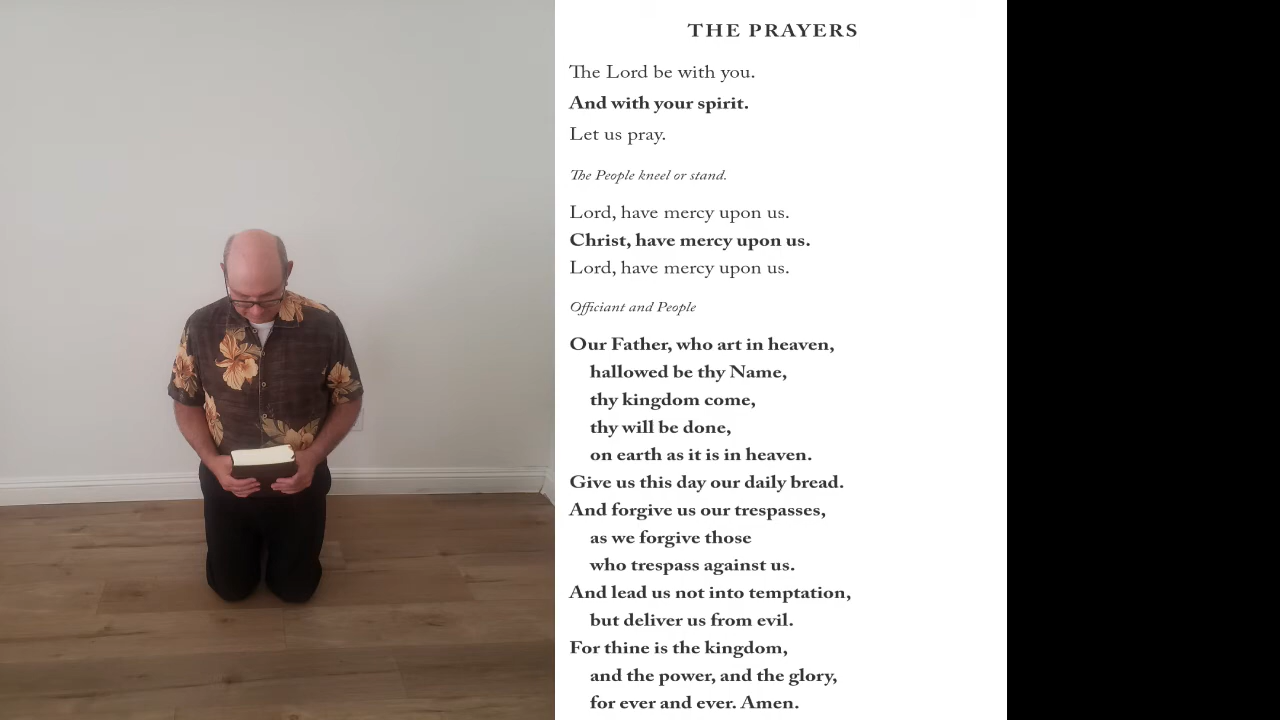 THE PRAYERS
The Lord be with you.
And with your spirit.
Let us pray.
The People kneel or stand.
Lord, have mercy upon us.
Christ, have mercy upon us.
Lord, have mercy upon us.
Officiant and People
Our Father, who art in heaven,
hallowed be thy Name,
thy kingdom come,
thy will be done,
on earth as it is in heaven.
Give us this day our daily bread.
And forgive us our trespasses,
as we forgive those
who trespass against us.
And lead us not into temptation,
but deliver us from evil.
For thine is the kingdom,
and the power, and the glory,
for ever and ever. Amen.